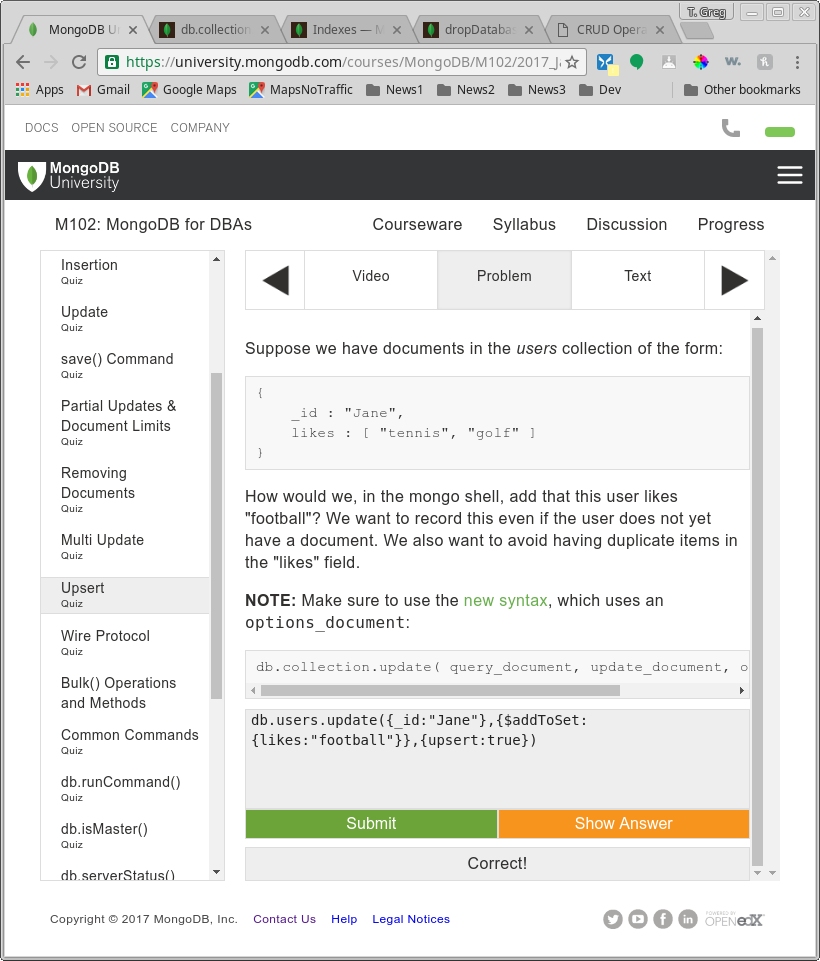 T. Greg
MongoDB U
db.collection
Indexes — M
dropDatabas
CRUD Opera
https://university.mongodb.com/courses/MongoDB/M102/2017_J
Apps Gmail Google Maps MapsNoTraffic News1 News2 News3 Dev Other bookmarks
DOCS OPEN SOURCE COMPANY
MongoDB
University
M102: MongoDB for DBAs Courseware Syllabus Discussion Progress
Insertion
Quiz
Update
Quiz
save() Command
Quiz
Partial Updates &
Document Limits
Quiz
Removing
Documents
Quiz
Multi Update
Quiz
Upsert
Quiz
Wire Protocol
Quiz
Bulk() Operations
and Methods
Common Commands
Quiz
db.runCommand()
Quiz
db.isMaster()
Quiz
db.serverStatus()
Video Problem Text
Suppose we have documents in the users collection of the form:
{
_id : "Jane",
likes : [ "tennis", "golf" ]
}
How would we, in the mongo shell, add that this user likes
"football"? We want to record this even if the user does not yet
have a document. We also want to avoid having duplicate items in
the "likes" field.
NOTE: Make sure to use the new syntax, which uses an
options_document:
db.collection.update( query_document, update_document, o
db.users.update({_id:"Jane"},{$addToSet:
{likes:"football"}},{upsert:true})
Submit Show Answer
Correct!
Copyright © 2017 MongoDB, Inc. Contact Us Help Legal Notices
POWERED BY
OPEN edX